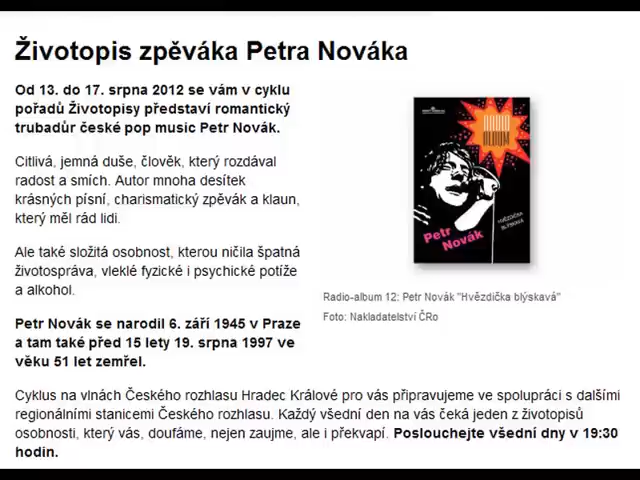 Životopis zpěváka Petra Nováka
Od 13. do 17. srpna 2012 se vám v cyklu
pořadů Životopisy představí romantický
trubadůr české pop music Petr Novák.
Citlivá, jemná duše, člověk, který rozdával
radost a smích. Autor mnoha desítek
krásných písní, charismatický zpěvák a klaun,
který měl rád lidi.
Ale také složitá osobnost, kterou ničila špatná
životospráva, vleklé fyzické i psychické potíže
a alkohol.
Petr Novák se narodil 6. září 1945 v Praze
a tam také před 15 lety 19. srpna 1997 ve
věku 51 let zemřel.
RADIO
ALBUM
Petr
Novák
HVĚZDIČKA
BLÝSKAVÁ
Radio-album 12: Petr Novák "Hvězdička blýskavá"
Foto: Nakladatelství ČRo
Cyklus na vlnách Českého rozhlasu Hradec Králové pro vás připravujeme ve spolupráci s dalšími
regionálními stanicemi Českého rozhlasu. Každý všední den na vás čeká jeden z životopisů
osobnosti, který vás, doufáme, nejen zaujme, ale i překvapí. Poslouchejte všední dny v 19:30
hodin.